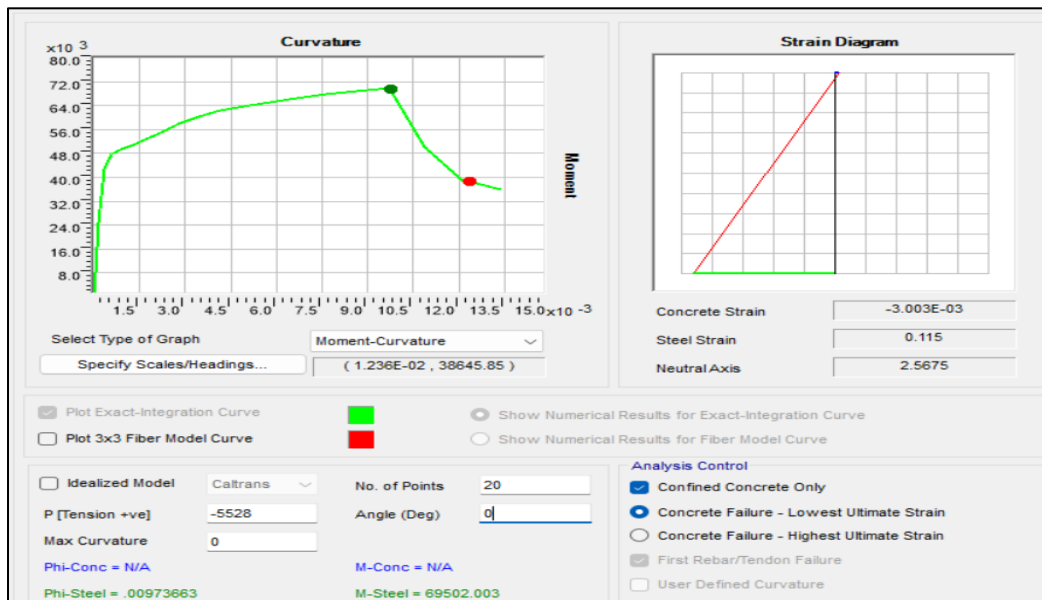 Curvature
x10 3
80.0
72.0
64.0
56.0
48.0
40.0
32.0
24.0
16.0
8.0
Moment
1.5 3.0 4.5 6.0 7.5 9.0 10.5 12.0 13.5 15.0 x10 -3
Select Type of Graph Moment-Curvature
Specify Scales/Headings... ( 1.236E-02 , 38645.85 )
Strain Diagram
Concrete Strain -3.003E-03
Steel Strain 0.115
Neutral Axis 2.5675
Plot Exact-Integration Curve
Show Numerical Results for Exact-Integration Curve
Plot 3x3 Fiber Model Curve
Show Numerical Results for Fiber Model Curve
Idealized Model Caltrans
No. of Points 20
P [Tension +ve] -5528
Angle (Deg) 0
Max Curvature 0
Phi-Conc = N/A M-Conc = N/A
Phi-Steel = .00973663 M-Steel = 69502.003
Analysis Control
Confined Concrete Only
Concrete Failure - Lowest Ultimate Strain
Concrete Failure - Highest Ultimate Strain
First Rebar/Tendon Failure
User Defined Curvature